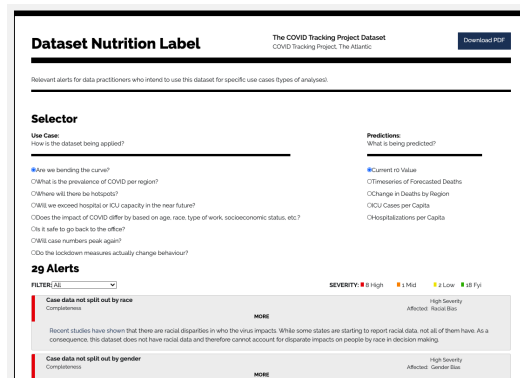 Dataset Nutrition Label
The COVID Tracking Project Dataset
COVID Tracking Project, The Atlantic
Download PDF
Relevant alerts for data practitioners who intend to use this dataset for specific use cases (types of analyses).
Selector
Use Case:
How is the dataset being applied?
Predictions:
What is being predicted?
Are we bending the curve?
What is the prevalence of COVID per region?
Where will there be hotspots?
Will we exceed hospital or ICU capacity in the near future?
Does the impact of COVID differ by based on age, race, type of work, socioeconomic status, etc.?
Is it safe to go back to the office?
Will case numbers peak again?
Do the lockdown measures actually change behaviour?
Current r0 Value
Timeseries of Forecasted Deaths
Change in Deaths by Region
ICU Cases per Capita
Hospitalizations per Capita
29 Alerts
FILTER: All
SEVERITY: 8 High 1 Mid 2 Low 18 Fyi
Case data not split out by race
Completeness
High Severity
Affected: Racial Bias
MORE
Recent studies have shown that there are racial disparities in who the virus impacts. While some states are starting to report racial data, not all of them have. As a
consequence, this dataset does not have racial data and therefore cannot account for disparate impacts on people by race in decision making.
Case data not split out by gender
Completeness
High Severity
Affected: Gender Bias
MORE